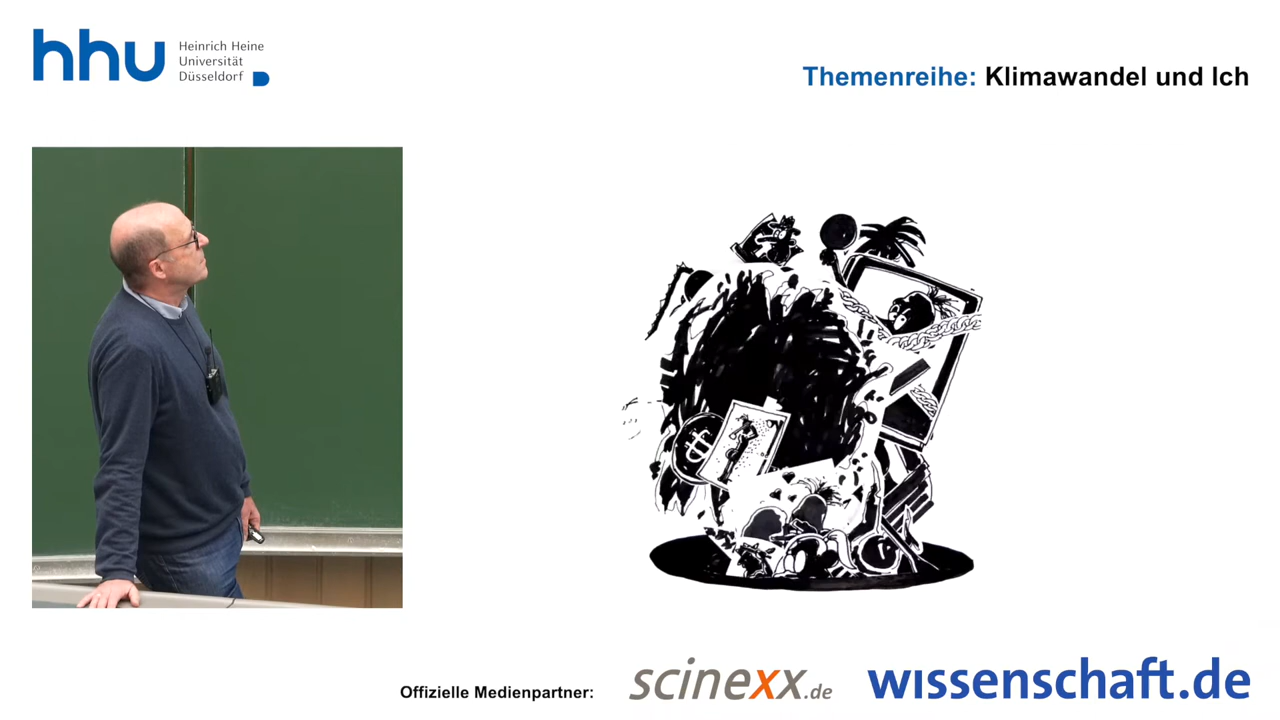 hhu
Heinrich Heine
Universität
Düsseldorf
Themenreihe: Klimawandel und Ich
Offizielle Medienpartner:
scinexx.de
wissenschaft.de